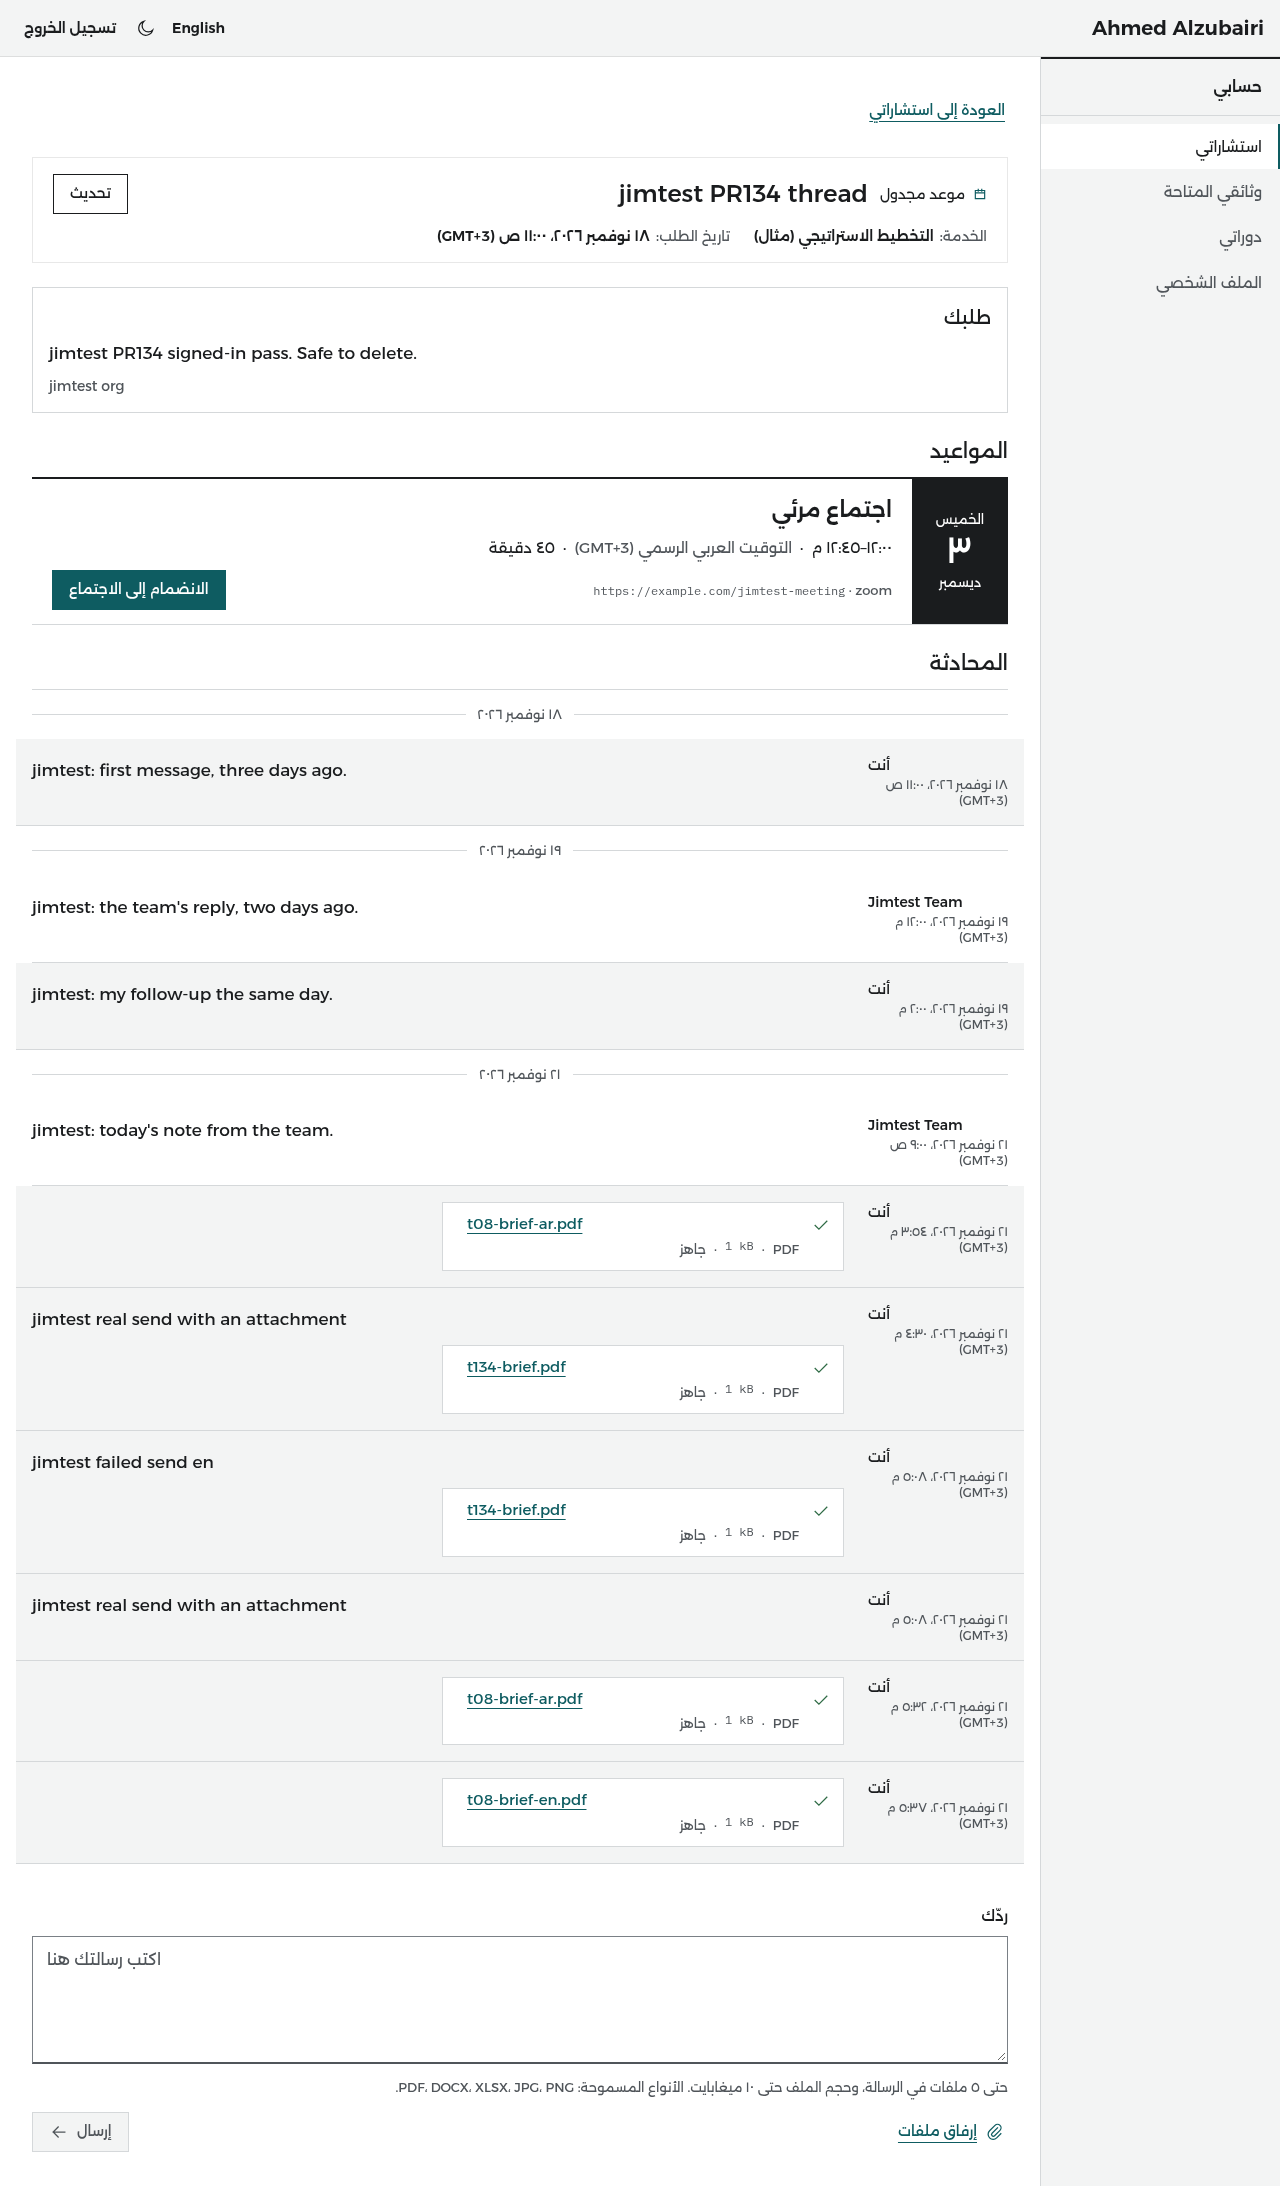 Ahmed Alzubairi
English
تسجيل الخروج
حسابي
استشاراتي
وثائقي المتاحة
دوراتي
الملف الشخصي
العودة إلى استشاراتي
موعد مجدول jimtest PR134 thread
تحديث
الخدمة: التخطيط الاستراتيجي (مثال) تاريخ الطلب: ١٨ نوفمبر ٢٠٢٦، ١١:٠٠ ص (GMT+3)
طلبك
jimtest PR134 signed-in pass. Safe to delete.
jimtest org
المواعيد
الخميس
٣
ديسمبر
اجتماع مرئي
١٢:٠٠–١٢:٤٥ م · التوقيت العربي الرسمي (GMT+3) · ٤٥ دقيقة
zoom · https://example.com/jimtest-meeting
الانضمام إلى الاجتماع
المحادثة
١٨ نوفمبر ٢٠٢٦
أنت
١٨ نوفمبر ٢٠٢٦، ١١:٠٠ ص
(GMT+3)
jimtest: first message, three days ago.
١٩ نوفمبر ٢٠٢٦
Jimtest Team
١٩ نوفمبر ٢٠٢٦، ١٢:٠٠ م
(GMT+3)
jimtest: the team's reply, two days ago.
أنت
١٩ نوفمبر ٢٠٢٦، ٢:٠٠ م
(GMT+3)
jimtest: my follow-up the same day.
٢١ نوفمبر ٢٠٢٦
Jimtest Team
٢١ نوفمبر ٢٠٢٦، ٩:٠٠ ص
(GMT+3)
jimtest: today's note from the team.
أنت
٢١ نوفمبر ٢٠٢٦، ٣:٥٤ م
(GMT+3)
t08-brief-ar.pdf
PDF · 1 kB · جاهز
أنت
٢١ نوفمبر ٢٠٢٦، ٤:٣٠ م
(GMT+3)
jimtest real send with an attachment
t134-brief.pdf
PDF · 1 kB · جاهز
أنت
٢١ نوفمبر ٢٠٢٦، ٥:٠٨ م
(GMT+3)
jimtest failed send en
t134-brief.pdf
PDF · 1 kB · جاهز
أنت
٢١ نوفمبر ٢٠٢٦، ٥:٠٨ م
(GMT+3)
jimtest real send with an attachment
أنت
٢١ نوفمبر ٢٠٢٦، ٥:٣٢ م
(GMT+3)
t08-brief-ar.pdf
PDF · 1 kB · جاهز
أنت
٢١ نوفمبر ٢٠٢٦، ٥:٣٧ م
(GMT+3)
t08-brief-en.pdf
PDF · 1 kB · جاهز
ردّك
اكتب رسالتك هنا
حتى ٥ ملفات في الرسالة، وحجم الملف حتى ١٠ ميغابايت. الأنواع المسموحة: PDF، DOCX، XLSX، JPG، PNG.
إرفاق ملفات
إرسال